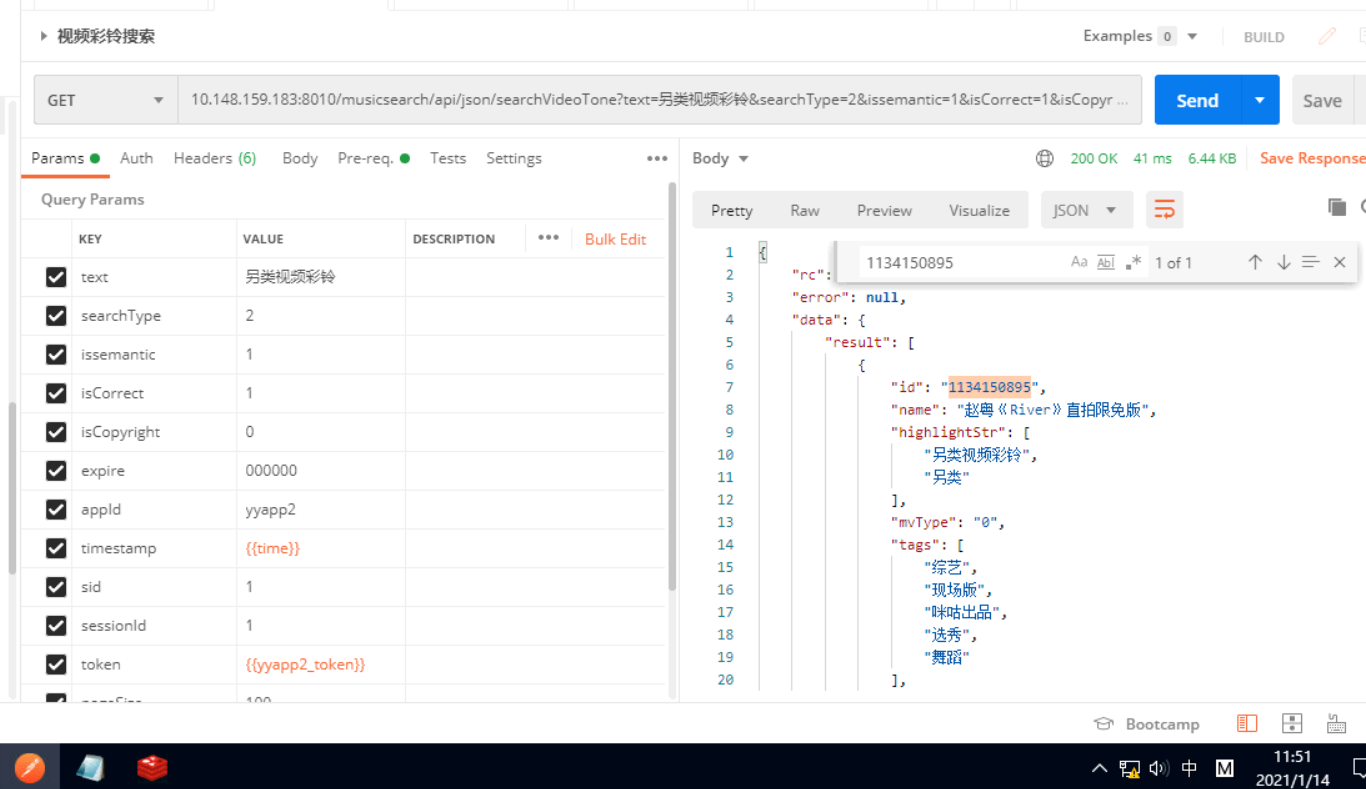 视频彩铃搜索
Examples 0
BUILD
GET
10.148.159.183:8010/musicsearch/api/json/searchVideoTone?text=另类视频彩铃&searchType=2&issemantic=1&isCorrect=1&isCopyr ...
Send
Save
Params
Auth
Headers (6)
Body
Pre-req.
Tests
Settings
Query Params
KEY VALUE DESCRIPTION Bulk Edit
text 另类视频彩铃
searchType 2
issemantic 1
isCorrect 1
isCopyright 0
expire 000000
appId yyapp2
timestamp {{time}}
sid 1
sessionId 1
token {{yyapp2_token}}
Body
200 OK 41 ms 6.44 KB Save Response
Pretty Raw Preview Visualize JSON
1134150895 Aa Abl .* 1 of 1
1 {
2 "rc":
3 "error": null,
4 "data": {
5 "result": [
6 {
7 "id": "1134150895",
8 "name": "赵粤《River》直拍限免版",
9 "highlightStr": [
10 "另类视频彩铃",
11 "另类"
12 ],
13 "mvType": "0",
14 "tags": [
15 "综艺",
16 "现场版",
17 "咪咕出品",
18 "选秀",
19 "舞蹈"
20 ],
Bootcamp
中 M
11:51
2021/1/14